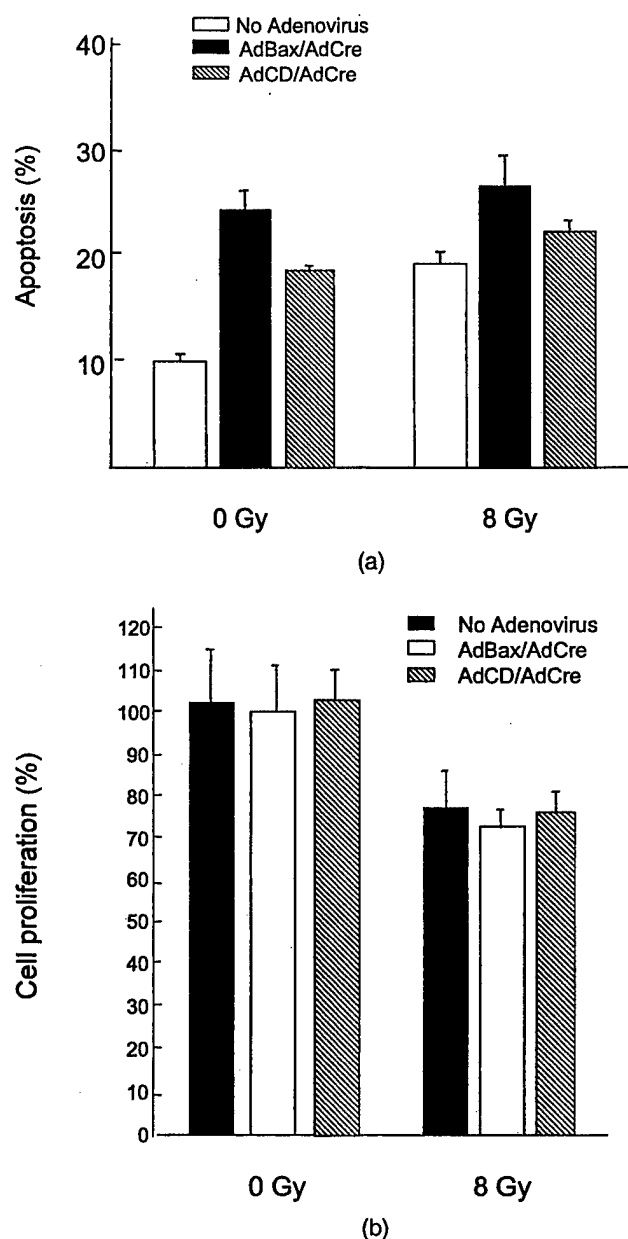 No Adenovirus
AdBax/AdCre
AdCD/AdCre
40
30
20
10
Apoptosis (%)
0 Gy 8 Gy
(a)
No Adenovirus
AdBax/AdCre
AdCD/AdCre
120
110
100
90
80
70
60
50
40
30
20
10
0
Cell proliferation (%)
0 Gy 8 Gy
(b)